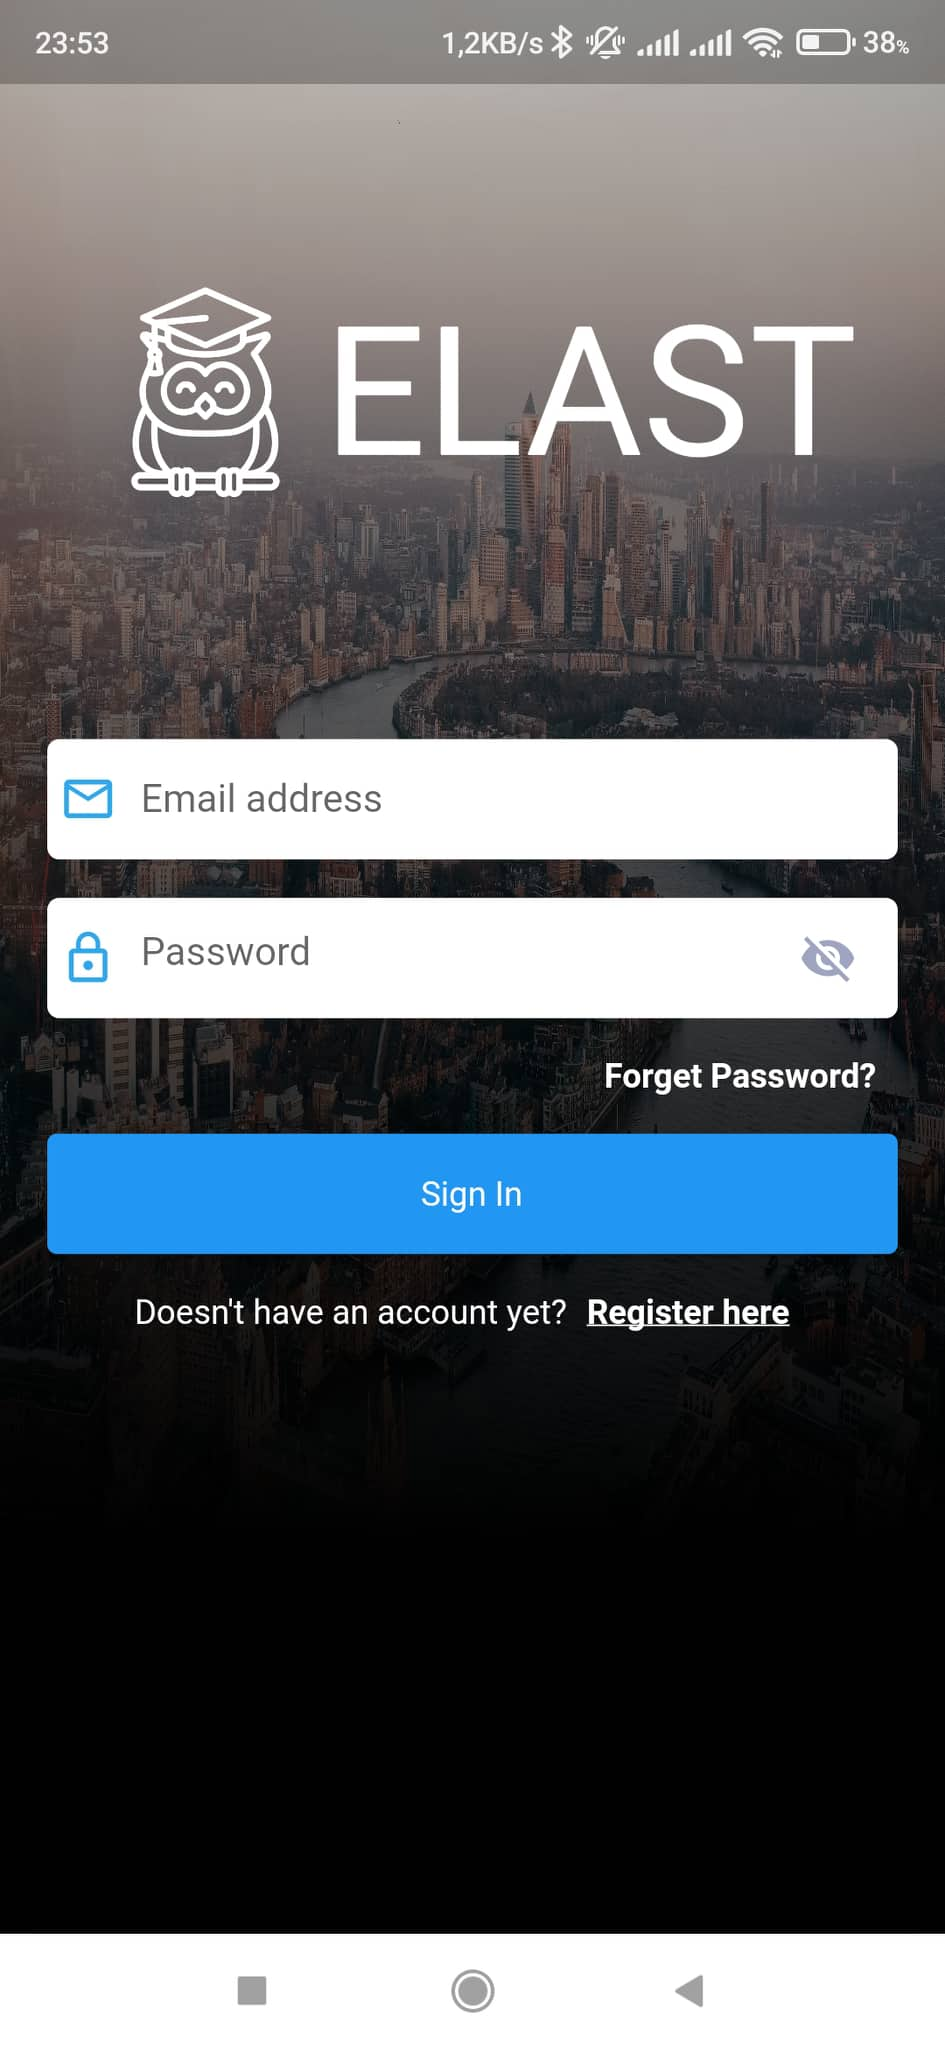 23:53 1,2KB/s 38%
ELAST
Email address
Password
Forget Password?
Sign In
Doesn't have an account yet? Register here